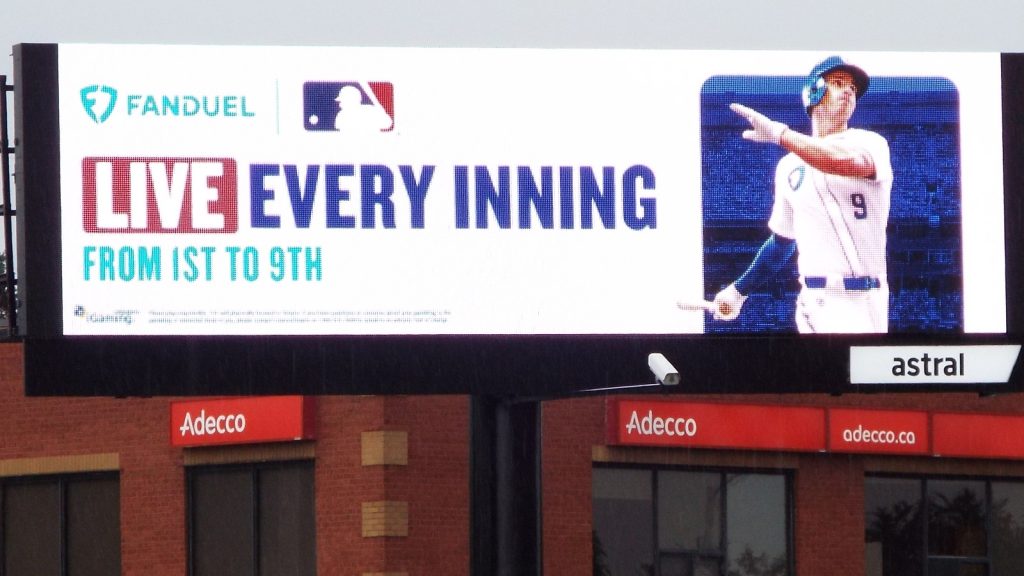 FANDUEL
LIVE EVERY INNING
FROM 1ST TO 9TH
iGaming
9
astral
Adecco
Adecco
adecco.ca